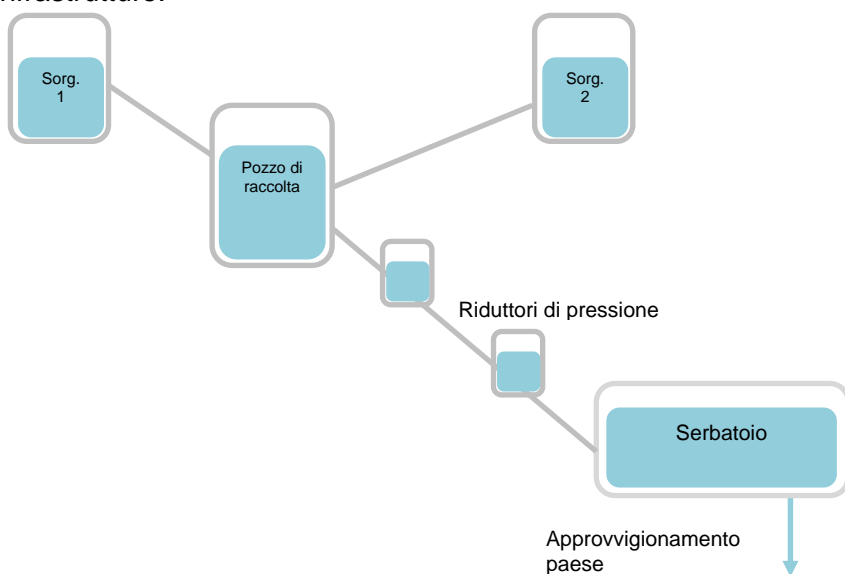 Sorg.
1
Sorg.
2
Pozzo di
raccolta
Riduttori di pressione
Serbatoio
Approvvigionamento
paese